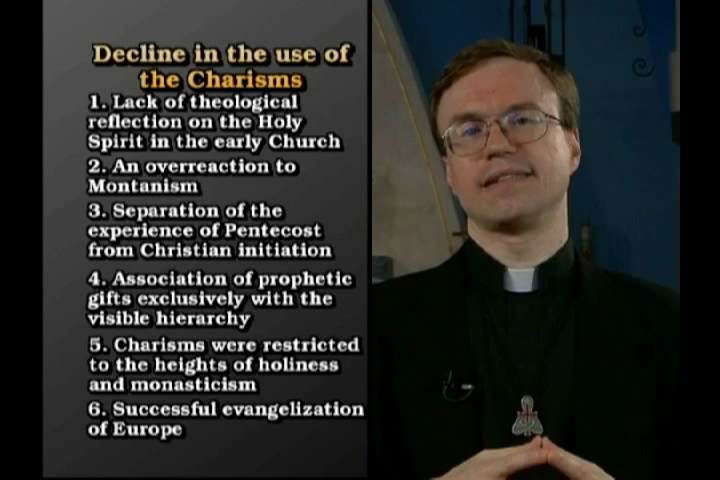 Decline in the use of
the Charisms
1. Lack of theological
reflection on the Holy
Spirit in the early Church
2. An overreaction to
Montanism
3. Separation of the
experience of Pentecost
from Christian initiation
4. Association of prophetic
gifts exclusively with the
visible hierarchy
5. Charisms were restricted
to the heights of holiness
and monasticism
6. Successful evangelization
of Europe